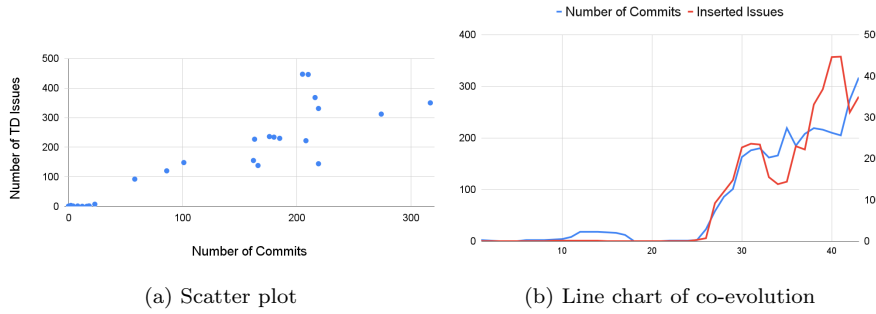 Number of Commits Inserted Issues
Number of TD Issues
500
400
300
200
100
0
0 100 200 300
Number of Commits
400
300
200
100
0
50
40
30
20
10
0
10 20 30 40
(a) Scatter plot
(b) Line chart of co-evolution